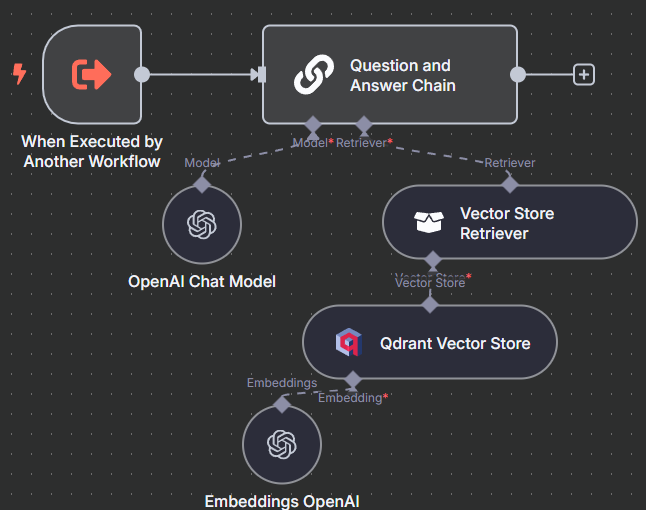 Question and
Answer Chain
When Executed by
Another Workflow
Model*
Retriever*
Model
Retriever
OpenAI Chat Model
Vector Store
Retriever
Vector Store*
Vector Store
Qdrant Vector Store
Embeddings
Embedding*
Embeddings OpenAI